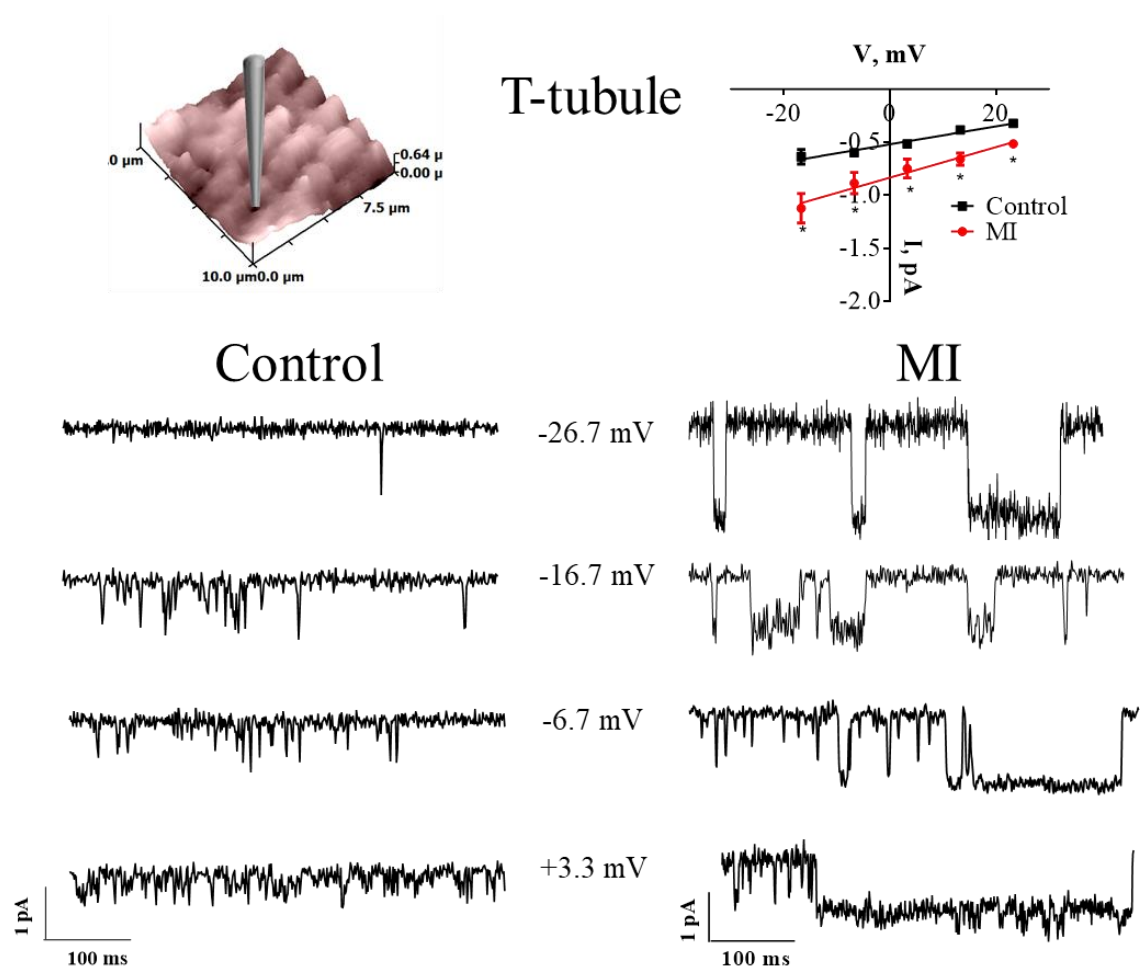 V, mV
T-tubule
-20
0
20
-0.5
-1.0
-1.5
-2.0
I, pA
*
*
*
*
*
Control
MI
.0 µm
0.64 µ
0.00 µ
7.5 µm
10.0 µm
0.0 µm
Control
MI
-26.7 mV
-16.7 mV
-6.7 mV
+3.3 mV
1 pA
100 ms
1 pA
100 ms